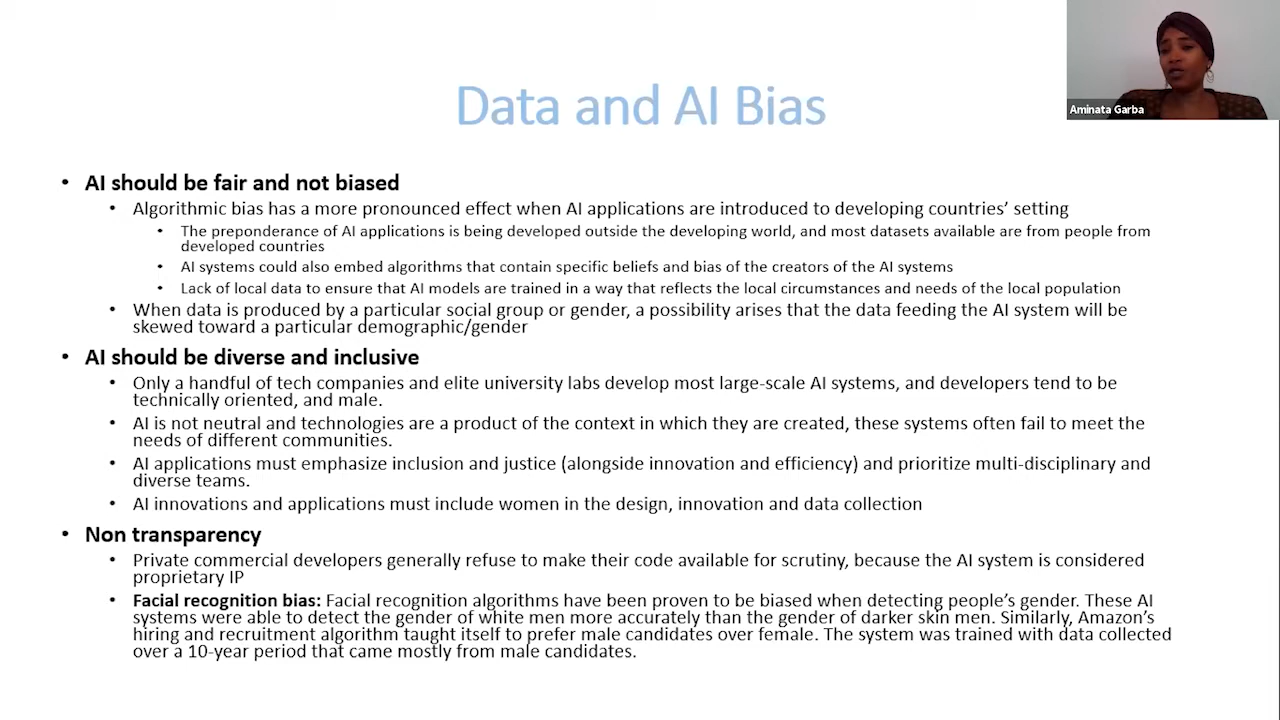 Data and AI Bias
Aminata Garba
• AI should be fair and not biased
• Algorithmic bias has a more pronounced effect when AI applications are introduced to developing countries’ setting
• The preponderance of AI applications is being developed outside the developing world, and most datasets available are from people from
developed countries
• AI systems could also embed algorithms that contain specific beliefs and bias of the creators of the AI systems
• Lack of local data to ensure that AI models are trained in a way that reflects the local circumstances and needs of the local population
• When data is produced by a particular social group or gender, a possibility arises that the data feeding the AI system will be
skewed toward a particular demographic/gender
• AI should be diverse and inclusive
• Only a handful of tech companies and elite university labs develop most large-scale AI systems, and developers tend to be
technically oriented, and male.
• AI is not neutral and technologies are a product of the context in which they are created, these systems often fail to meet the
needs of different communities.
• AI applications must emphasize inclusion and justice (alongside innovation and efficiency) and prioritize multi-disciplinary and
diverse teams.
• AI innovations and applications must include women in the design, innovation and data collection
• Non transparency
• Private commercial developers generally refuse to make their code available for scrutiny, because the AI system is considered
proprietary IP
• Facial recognition bias: Facial recognition algorithms have been proven to be biased when detecting people’s gender. These AI
systems were able to detect the gender of white men more accurately than the gender of darker skin men. Similarly, Amazon’s
hiring and recruitment algorithm taught itself to prefer male candidates over female. The system was trained with data collected
over a 10-year period that came mostly from male candidates.